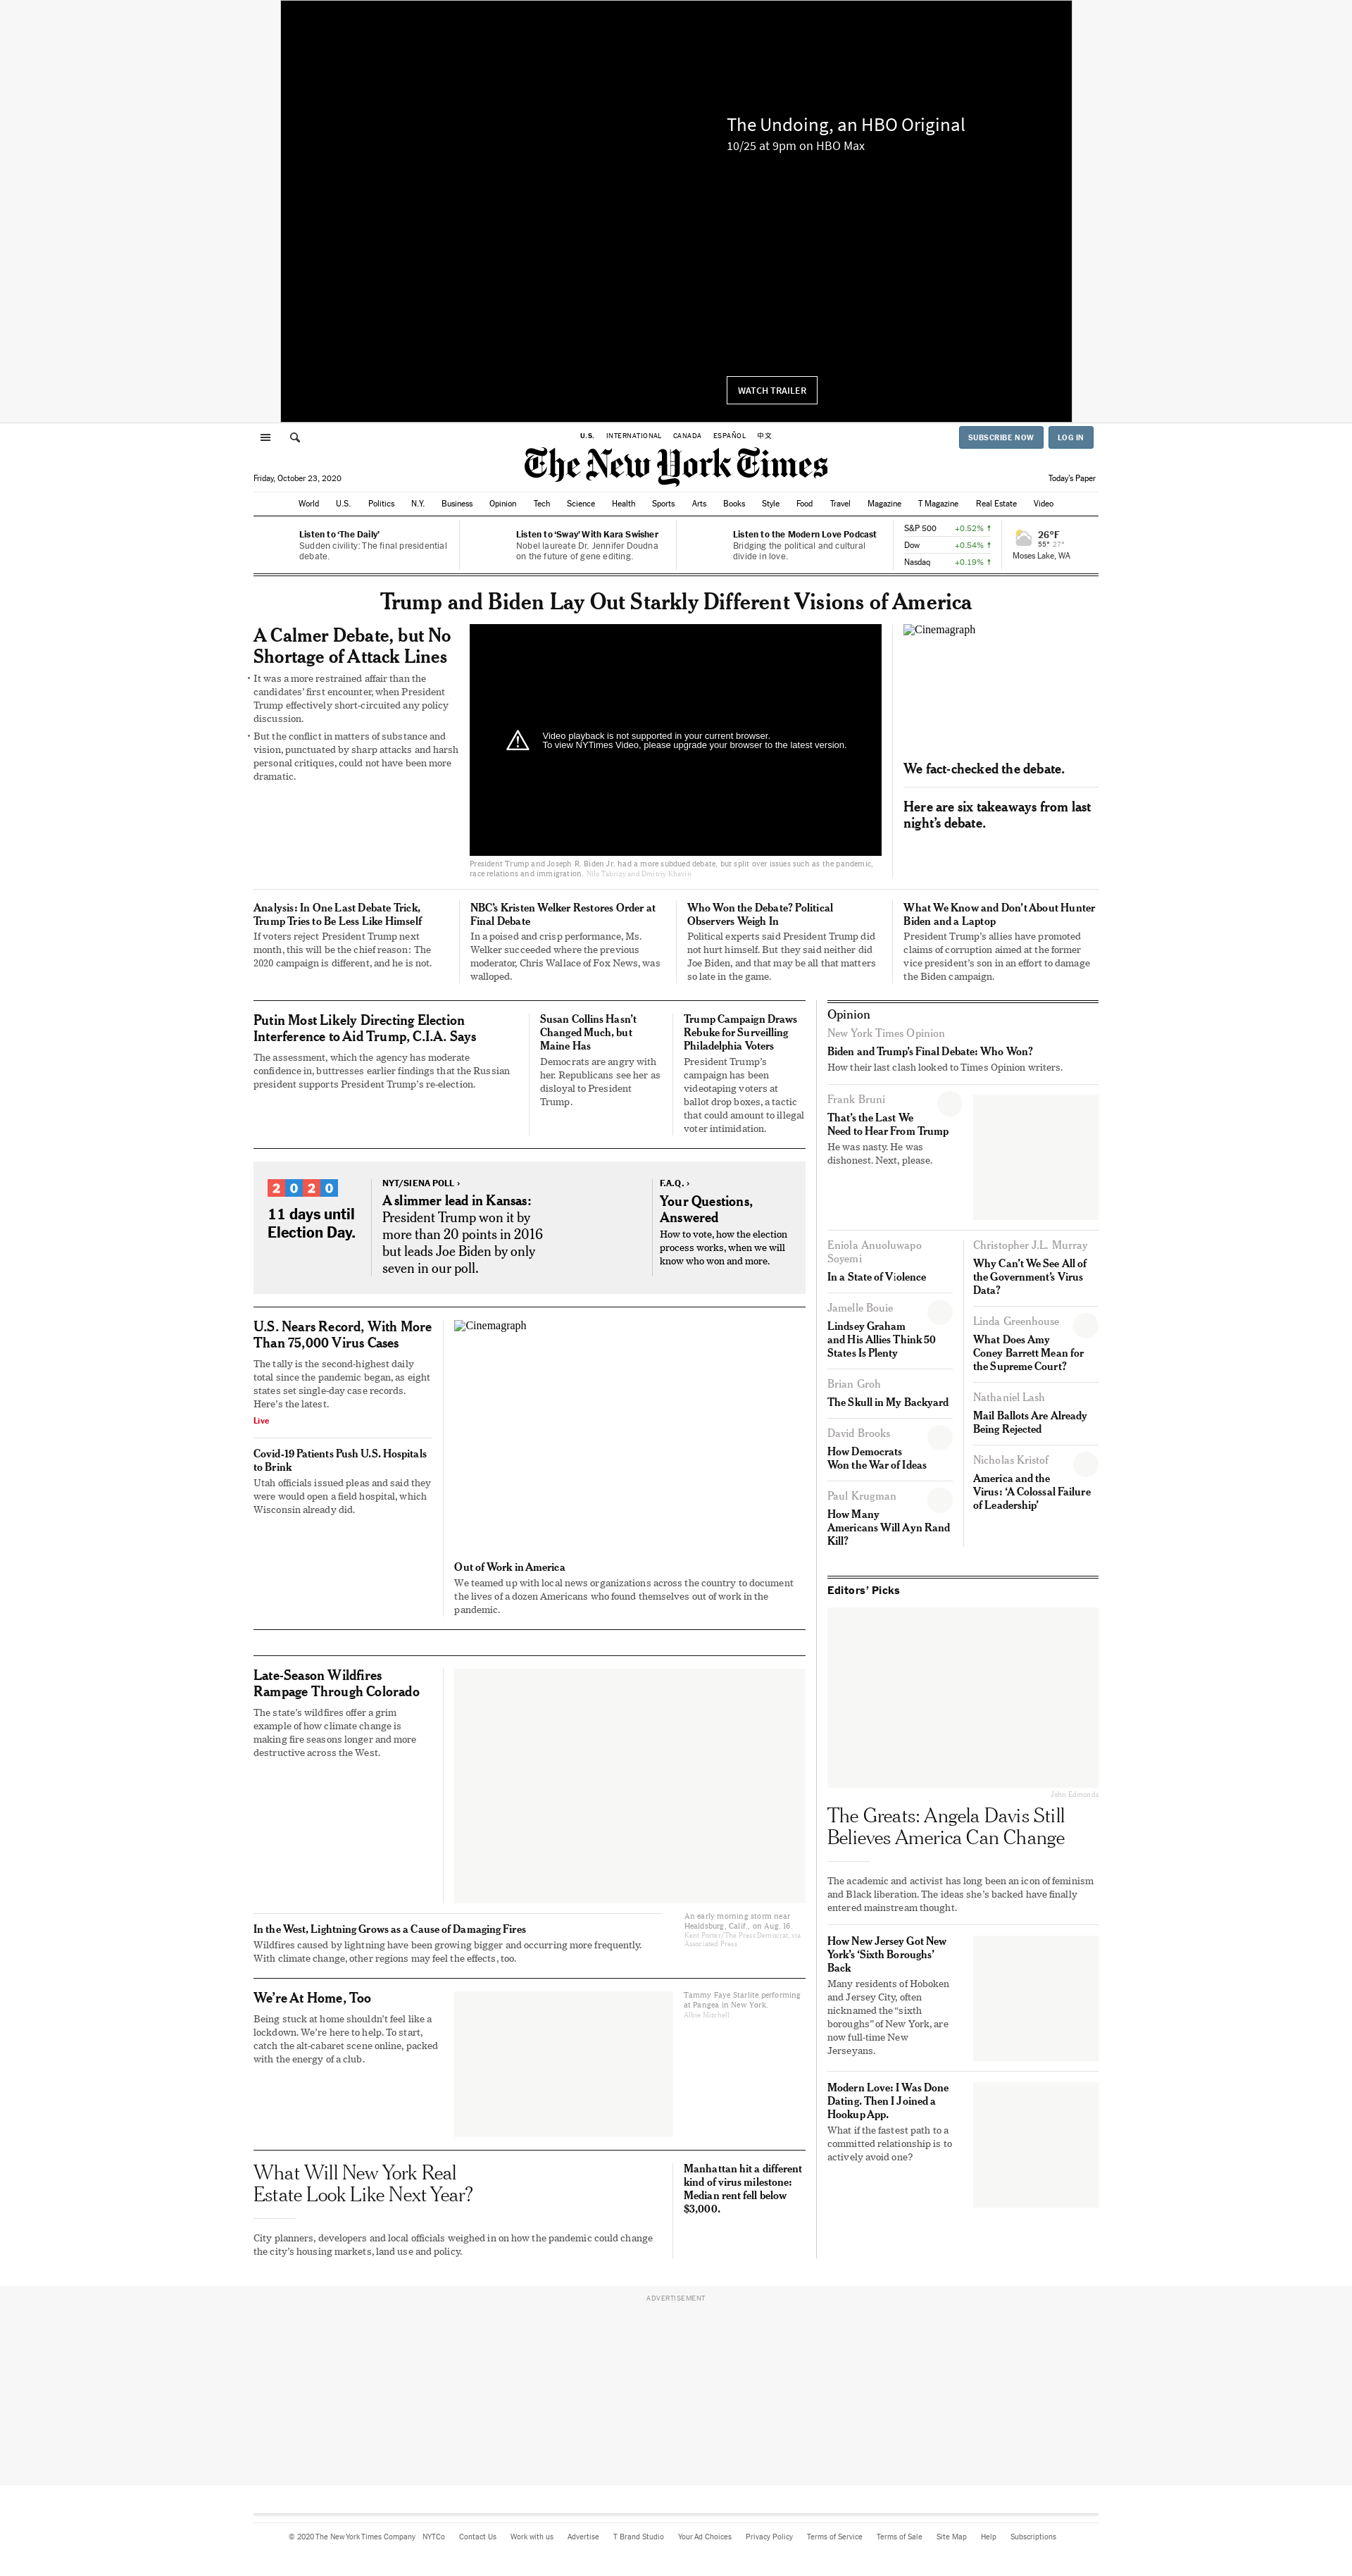 The Undoing, an HBO Original
10/25 at 9pm on HBO Max
WATCH TRAILER
U.S. INTERNATIONAL CANADA ESPAÑOL 中文
SUBSCRIBE NOW LOG IN
The New York Times
Friday, October 23, 2020
Today's Paper
World U.S. Politics N.Y. Business Opinion Tech Science Health Sports Arts Books Style Food Travel Magazine T Magazine Real Estate Video
Listen to ‘The Daily’
Sudden civility: The final presidential
debate.
Listen to ‘Sway’ With Kara Swisher
Nobel laureate Dr. Jennifer Doudna
on the future of gene editing.
Listen to the Modern Love Podcast
Bridging the political and cultural
divide in love.
S&P 500 +0.52% ↑
Dow +0.54% ↑
Nasdaq +0.19% ↑
26°F
55° 27°
Moses Lake, WA
Trump and Biden Lay Out Starkly Different Visions of America
A Calmer Debate, but No
Shortage of Attack Lines
• It was a more restrained affair than the
candidates’ first encounter, when President
Trump effectively short-circuited any policy
discussion.
• But the conflict in matters of substance and
vision, punctuated by sharp attacks and harsh
personal critiques, could not have been more
dramatic.
Video playback is not supported in your current browser.
To view NYTimes Video, please upgrade your browser to the latest version.
President Trump and Joseph R. Biden Jr. had a more subdued debate, but split over issues such as the pandemic,
race relations and immigration. Nilo Tabrizy and Dmitriy Khavin
Cinemagraph
We fact-checked the debate.
Here are six takeaways from last
night’s debate.
Analysis: In One Last Debate Trick,
Trump Tries to Be Less Like Himself
If voters reject President Trump next
month, this will be the chief reason: The
2020 campaign is different, and he is not.
NBC’s Kristen Welker Restores Order at
Final Debate
In a poised and crisp performance, Ms.
Welker succeeded where the previous
moderator, Chris Wallace of Fox News, was
walloped.
Who Won the Debate? Political
Observers Weigh In
Political experts said President Trump did
not hurt himself. But they said neither did
Joe Biden, and that may be all that matters
so late in the game.
What We Know and Don’t About Hunter
Biden and a Laptop
President Trump’s allies have promoted
claims of corruption aimed at the former
vice president’s son in an effort to damage
the Biden campaign.
Putin Most Likely Directing Election
Interference to Aid Trump, C.I.A. Says
The assessment, which the agency has moderate
confidence in, buttresses earlier findings that the Russian
president supports President Trump’s re-election.
Susan Collins Hasn’t
Changed Much, but
Maine Has
Democrats are angry with
her. Republicans see her as
disloyal to President
Trump.
Trump Campaign Draws
Rebuke for Surveilling
Philadelphia Voters
President Trump’s
campaign has been
videotaping voters at
ballot drop boxes, a tactic
that could amount to illegal
voter intimidation.
2020
11 days until
Election Day.
NYT/SIENA POLL ›
A slimmer lead in Kansas:
President Trump won it by
more than 20 points in 2016
but leads Joe Biden by only
seven in our poll.
F.A.Q. ›
Your Questions,
Answered
How to vote, how the election
process works, when we will
know who won and more.
U.S. Nears Record, With More
Than 75,000 Virus Cases
The tally is the second-highest daily
total since the pandemic began, as eight
states set single-day case records.
Here’s the latest.
Live
Covid-19 Patients Push U.S. Hospitals
to Brink
Utah officials issued pleas and said they
were would open a field hospital, which
Wisconsin already did.
Cinemagraph
Out of Work in America
We teamed up with local news organizations across the country to document
the lives of a dozen Americans who found themselves out of work in the
pandemic.
Late-Season Wildfires
Rampage Through Colorado
The state’s wildfires offer a grim
example of how climate change is
making fire seasons longer and more
destructive across the West.
In the West, Lightning Grows as a Cause of Damaging Fires
Wildfires caused by lightning have been growing bigger and occurring more frequently.
With climate change, other regions may feel the effects, too.
An early morning storm near
Healdsburg, Calif., on Aug. 16.
Kent Porter/The Press Democrat, via
Associated Press
We’re At Home, Too
Being stuck at home shouldn’t feel like a
lockdown. We’re here to help. To start,
catch the alt-cabaret scene online, packed
with the energy of a club.
Tammy Faye Starlite performing
at Pangea in New York.
Albie Mitchell
What Will New York Real
Estate Look Like Next Year?
City planners, developers and local officials weighed in on how the pandemic could change
the city’s housing markets, land use and policy.
Manhattan hit a different
kind of virus milestone:
Median rent fell below
$3,000.
Opinion
New York Times Opinion
Biden and Trump’s Final Debate: Who Won?
How their last clash looked to Times Opinion writers.
Frank Bruni
That’s the Last We
Need to Hear From Trump
He was nasty. He was
dishonest. Next, please.
Eniola Anuoluwapo
Soyemi
In a State of Violence
Jamelle Bouie
Lindsey Graham
and His Allies Think 50
States Is Plenty
Brian Groh
The Skull in My Backyard
David Brooks
How Democrats
Won the War of Ideas
Paul Krugman
How Many
Americans Will Ayn Rand
Kill?
Christopher J.L. Murray
Why Can’t We See All of
the Government’s Virus
Data?
Linda Greenhouse
What Does Amy
Coney Barrett Mean for
the Supreme Court?
Nathaniel Lash
Mail Ballots Are Already
Being Rejected
Nicholas Kristof
America and the
Virus: ‘A Colossal Failure
of Leadership’
Editors’ Picks
John Edmonds
The Greats: Angela Davis Still
Believes America Can Change
The academic and activist has long been an icon of feminism
and Black liberation. The ideas she’s backed have finally
entered mainstream thought.
How New Jersey Got New
York’s ‘Sixth Boroughs’
Back
Many residents of Hoboken
and Jersey City, often
nicknamed the “sixth
boroughs” of New York, are
now full-time New
Jerseyans.
Modern Love: I Was Done
Dating. Then I Joined a
Hookup App.
What if the fastest path to a
committed relationship is to
actively avoid one?
ADVERTISEMENT
© 2020 The New York Times Company NYTCo Contact Us Work with us Advertise T Brand Studio Your Ad Choices Privacy Policy Terms of Service Terms of Sale Site Map Help Subscriptions